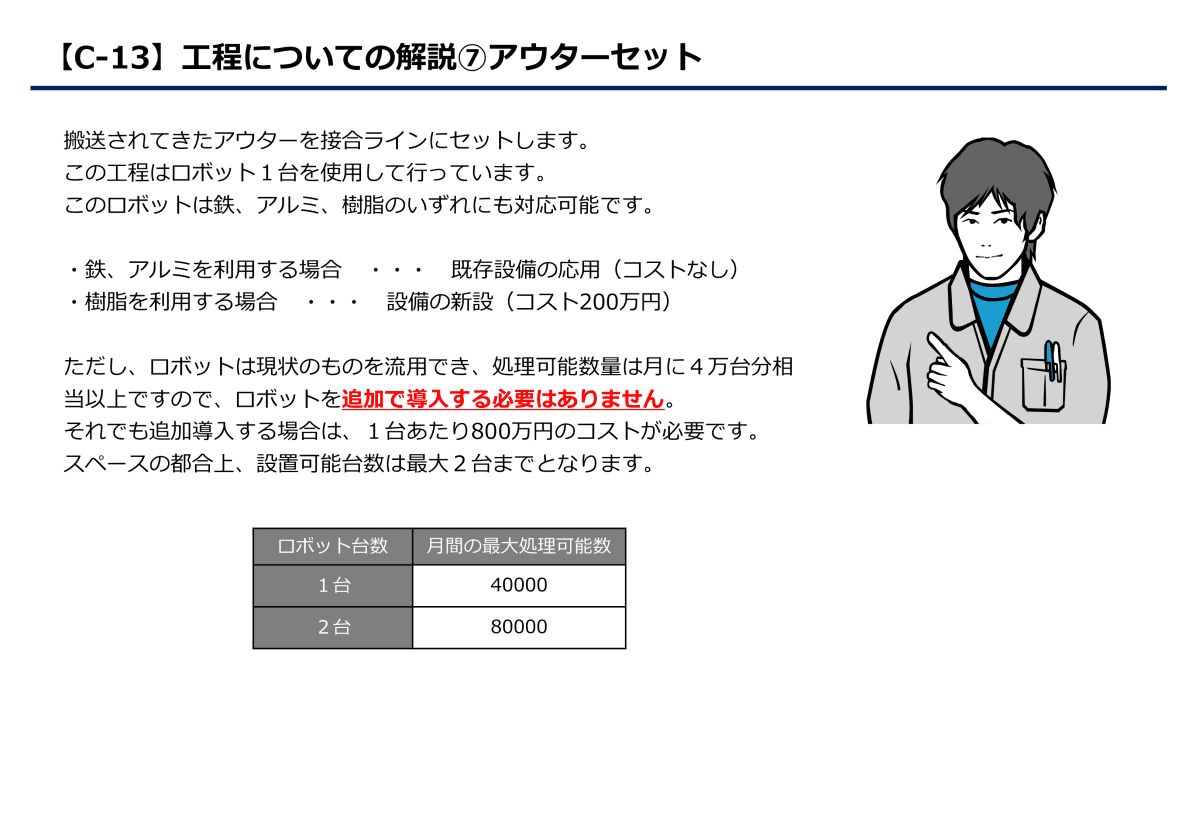 【C-13】工程についての解説⑦アウターセット
搬送されてきたアウターを接合ラインにセットします。
この工程はロボット１台を使用して行っています。
このロボットは鉄、アルミ、樹脂のいずれにも対応可能です。
・鉄、アルミを利用する場合　・・・　既存設備の応用（コストなし）
・樹脂を利用する場合　・・・　設備の新設（コスト200万円）
ただし、ロボットは現状のものを流用でき、処理可能数量は月に４万台分相
当以上ですので、ロボットを追加で導入する必要はありません。
それでも追加導入する場合は、１台あたり800万円のコストが必要です。
スペースの都合上、設置可能台数は最大２台までとなります。
ロボット台数　月間の最大処理可能数
１台　40000
２台　80000